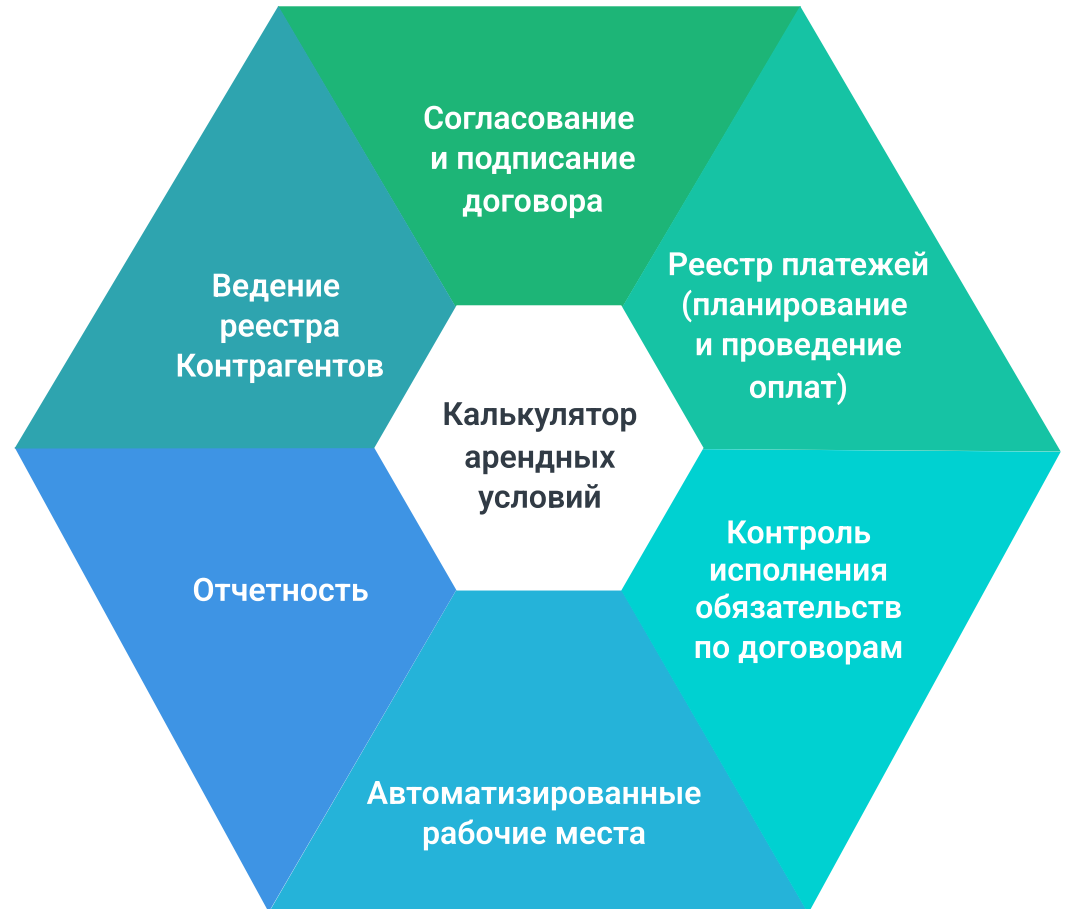 Согласование
и подписание
договора
Реестр платежей
(планирование
и проведение
оплат)
Контроль
исполнения
обязательств
по договорам
Автоматизированные
рабочие места
Отчетность
Ведение
реестра
Контрагентов
Калькулятор
арендных
условий